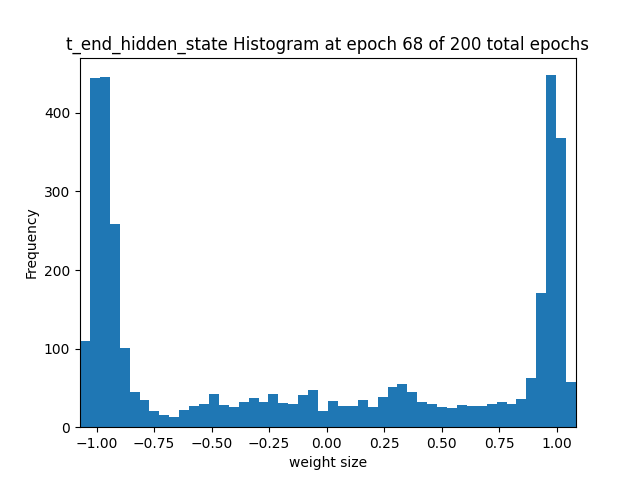 t_end_hidden_state Histogram at epoch 68 of 200 total epochs
Frequency
400
300
200
100
0
−1.00 −0.75 −0.50 −0.25 0.00 0.25 0.50 0.75 1.00
weight size